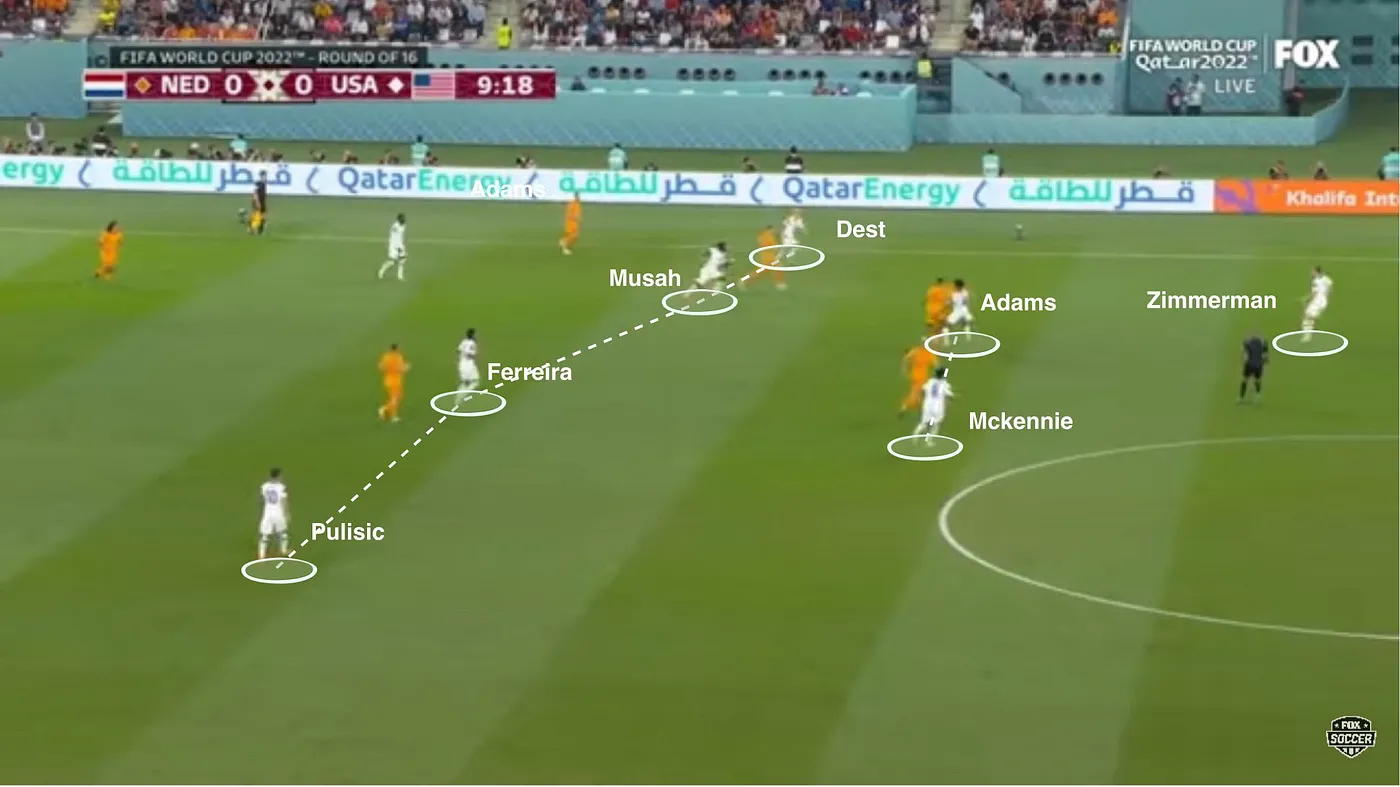 FIFA WORLD CUP 2022™ - ROUND OF 16
NED 0 0 USA 9:18
FIFA WORLD CUP
Qatar2022
FOX
LIVE
ergy قطر للطاقة QatarEnergy قطر للطاقة QatarEnergy قطر للطاقة Khalifa Int
Adams
Dest
Musah
Adams
Zimmerman
Ferreira
Mckennie
Pulisic
FOX
SOCCER